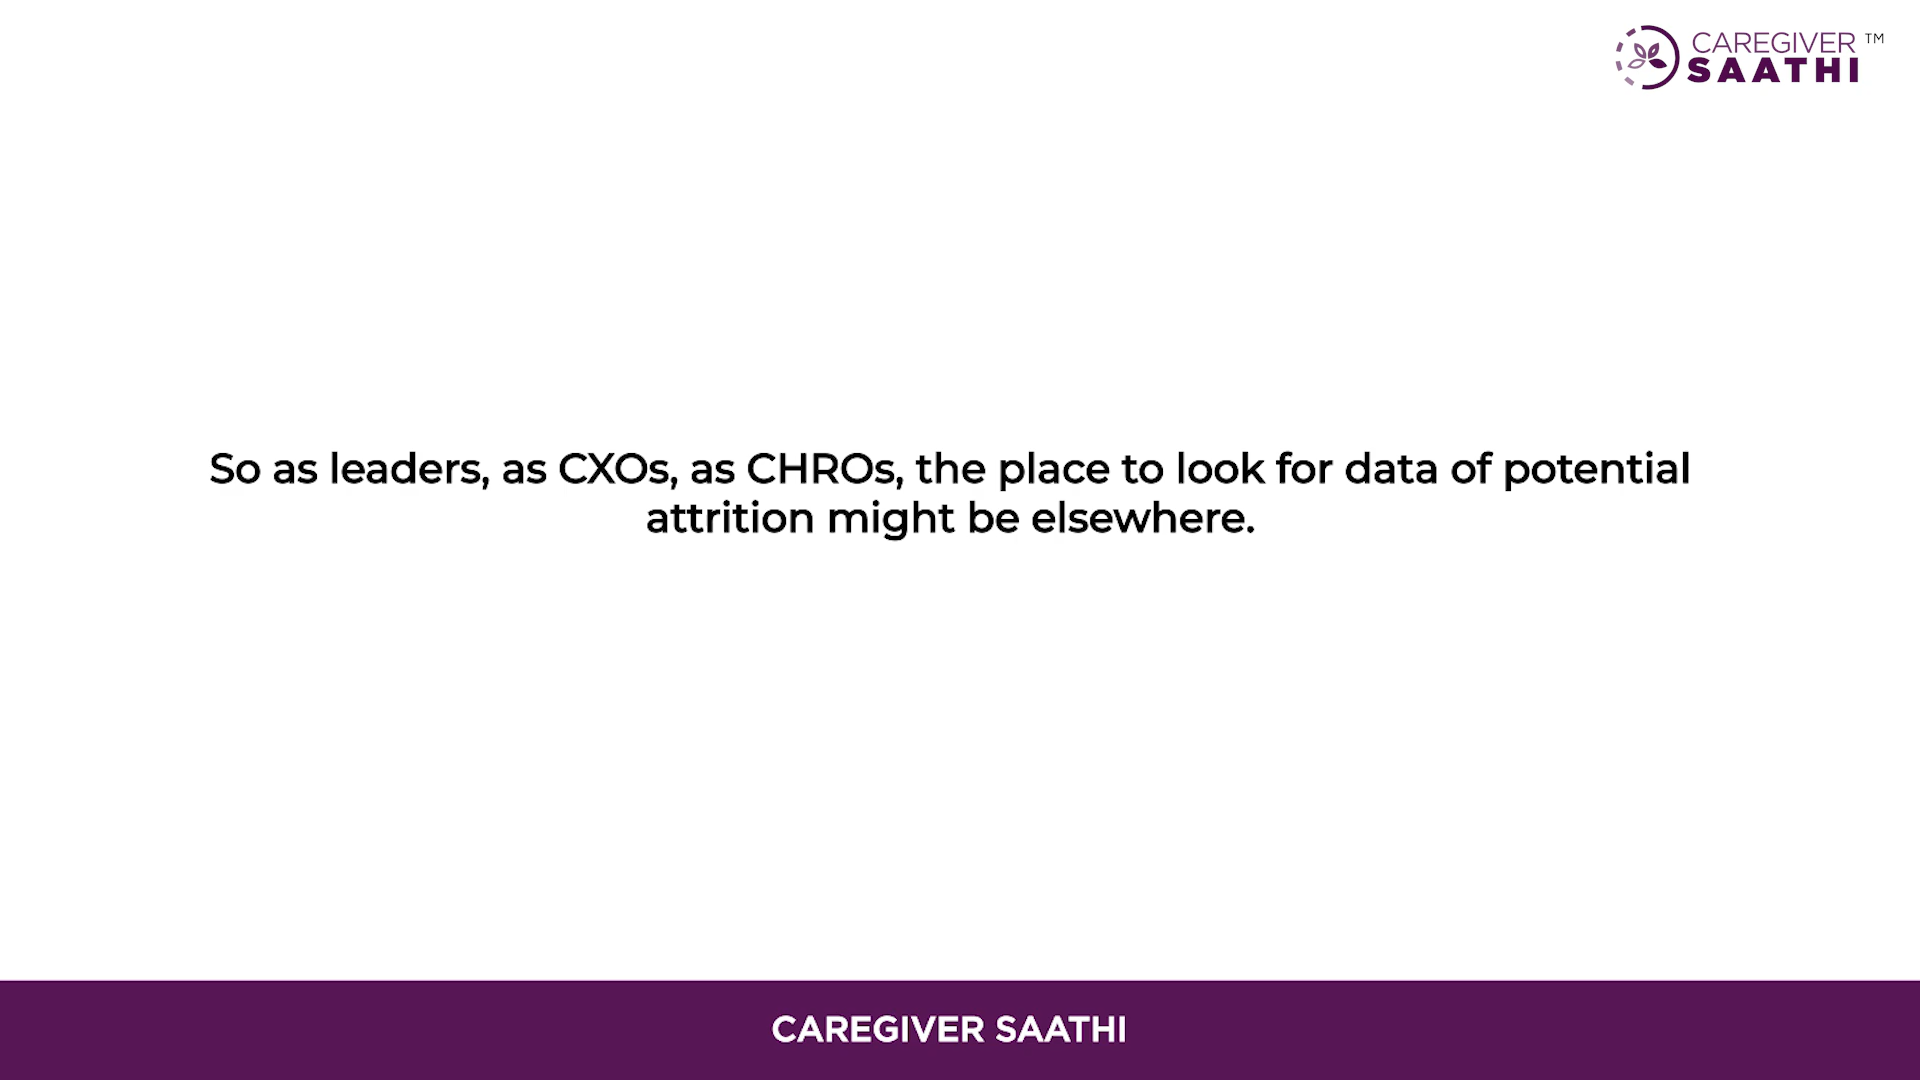 CAREGIVER TM
SAATHI
So as leaders, as CXOs, as CHROs, the place to look for data of potential
attrition might be elsewhere.
CAREGIVER SAATHI